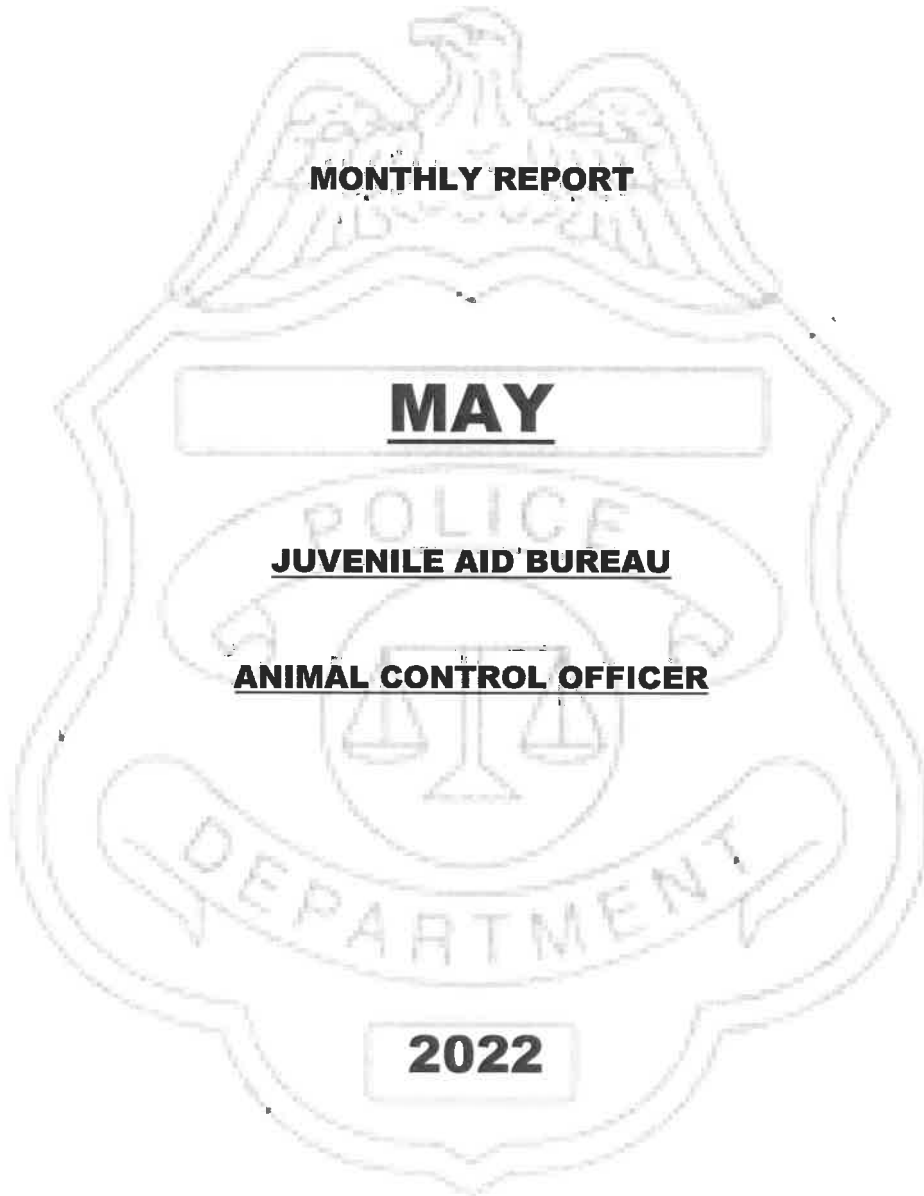 MONTHLY REPORT
MAY
POLICE
JUVENILE AID BUREAU
ANIMAL CONTROL OFFICER
DEPARTMENT
2022